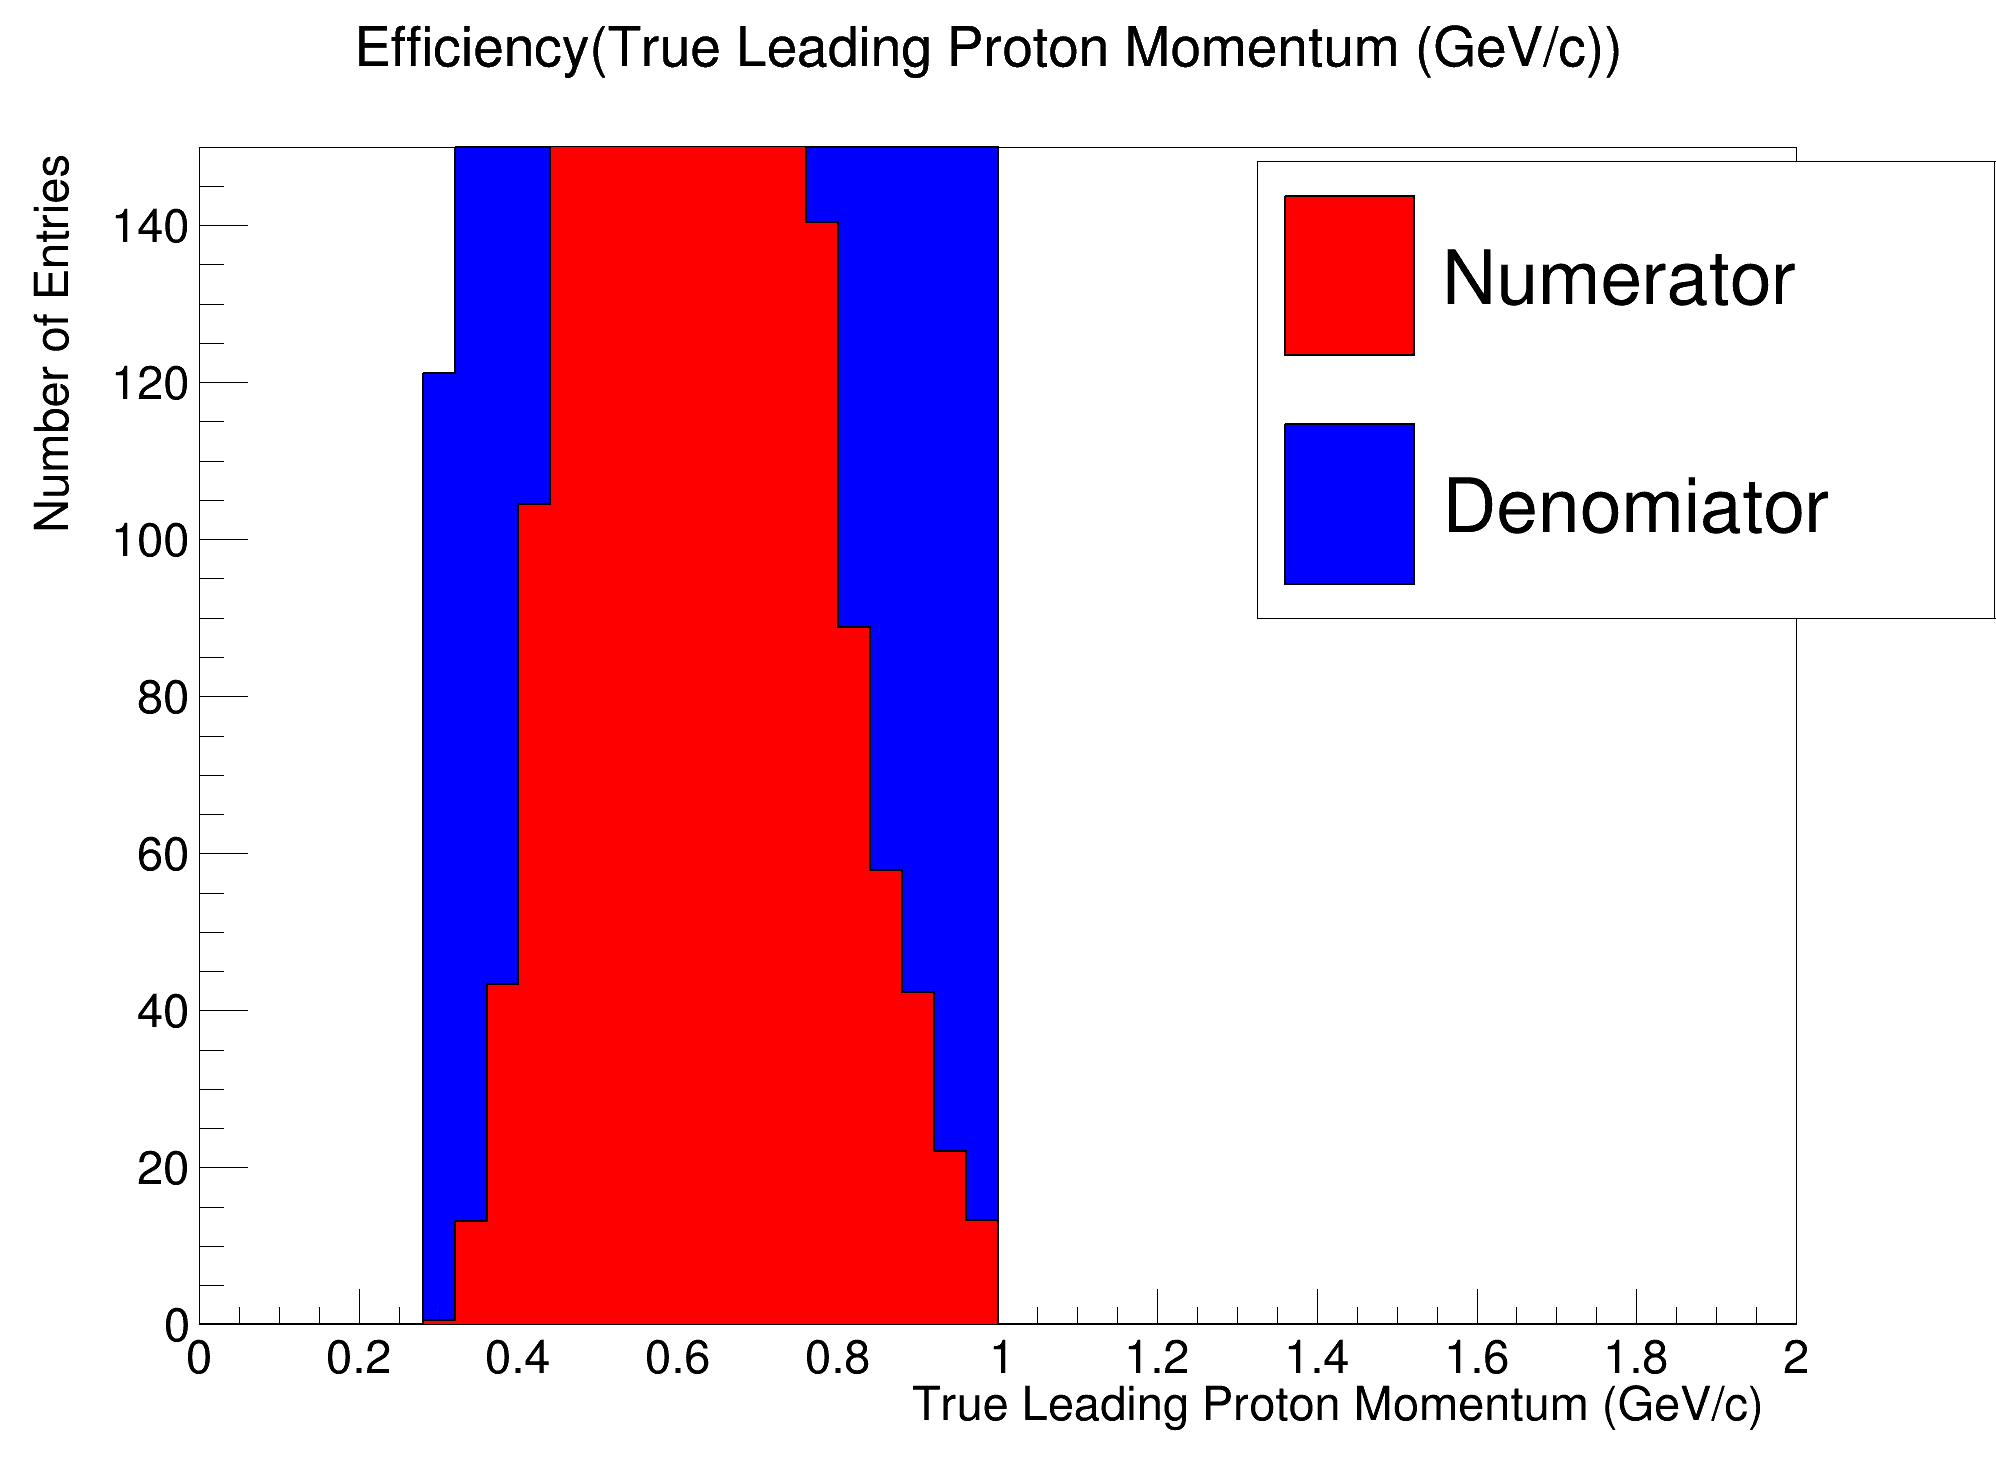 Efficiency(True Leading Proton Momentum (GeV/c))
Number of Entries
140
120
100
80
60
40
20
0
Numerator
Denomiator
0 0.2 0.4 0.6 0.8 1 1.2 1.4 1.6 1.8 2
True Leading Proton Momentum (GeV/c)